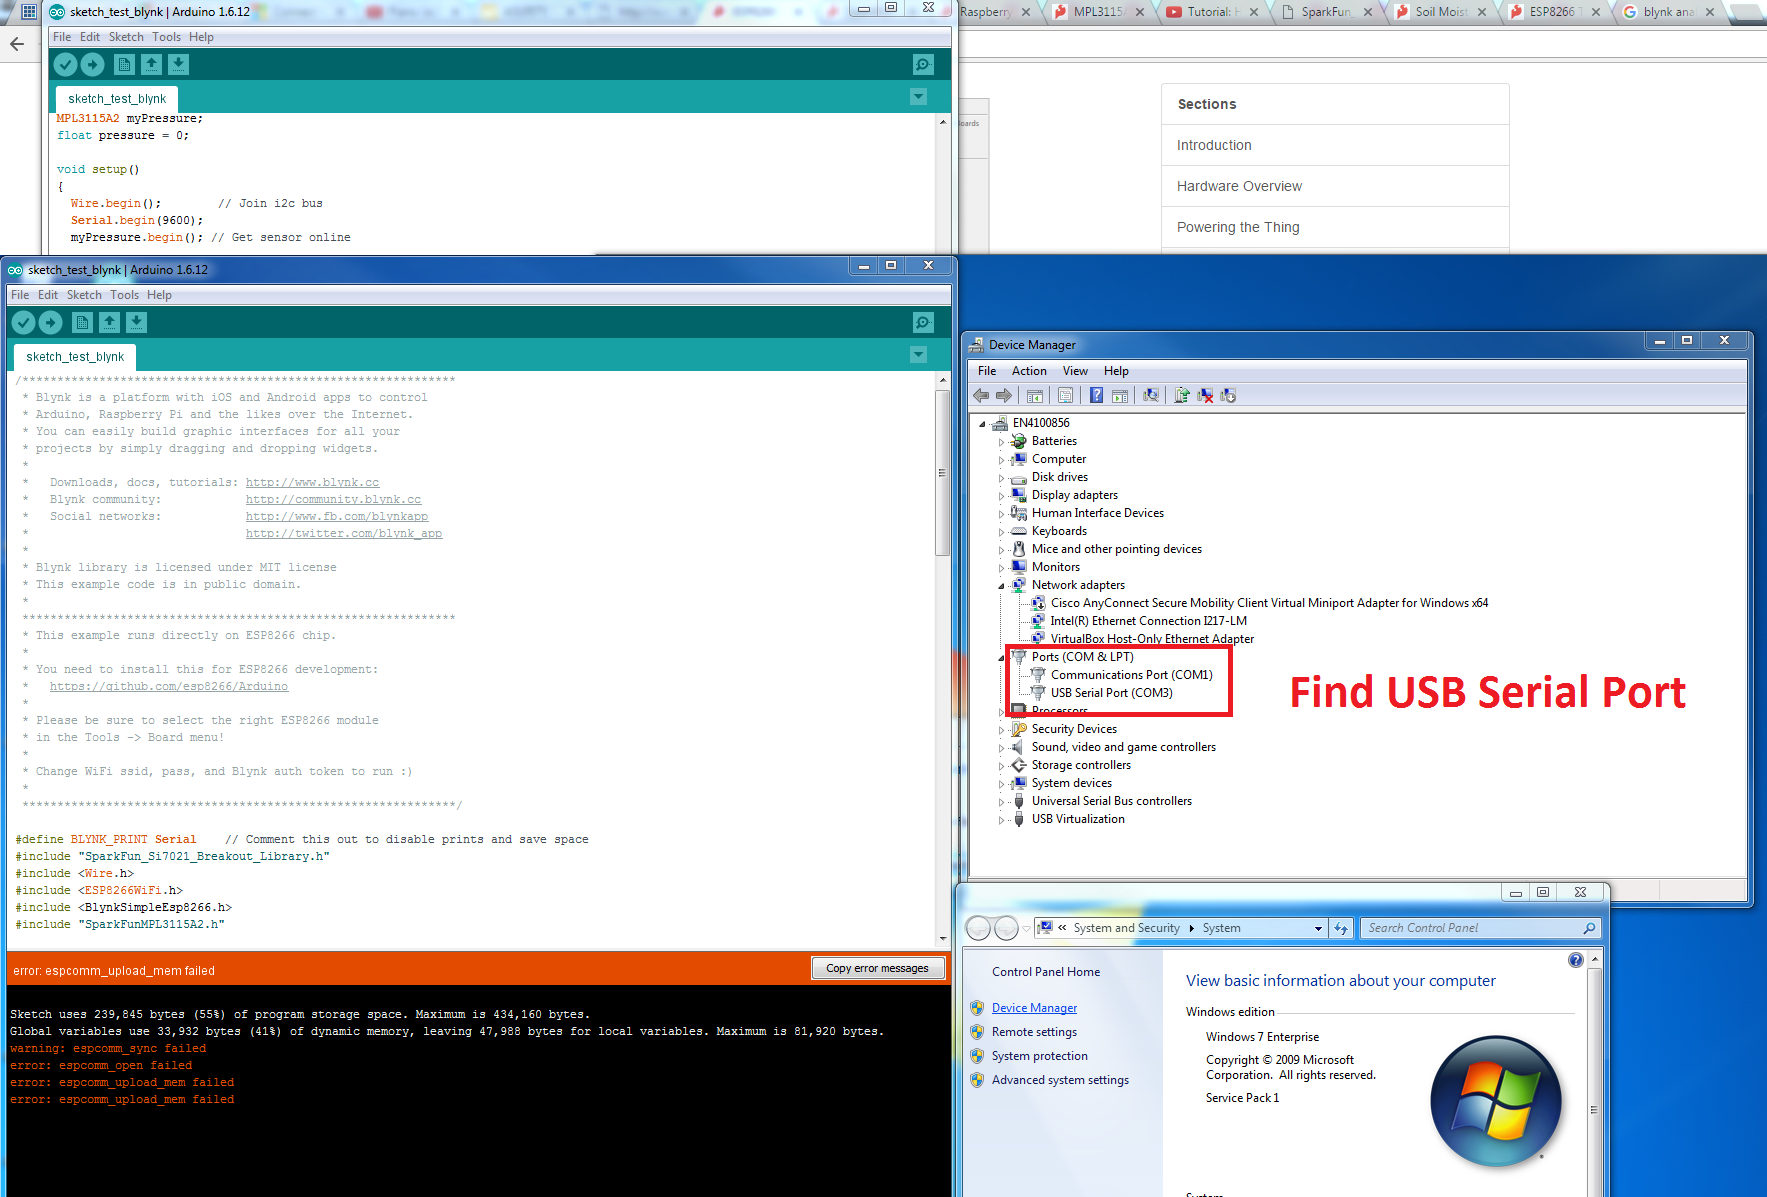 sketch_test_blynk | Arduino 1.6.12
Raspberry
MPL3115A
Tutorial: H
SparkFun_
Soil Moist
ESP8266 T
blynk ana
File Edit Sketch Tools Help
sketch_test_blynk
MPL3115A2 myPressure;
float pressure = 0;
void setup()
{
Wire.begin(); // Join i2c bus
Serial.begin(9600);
myPressure.begin(); // Get sensor online
oards
Sections
Introduction
Hardware Overview
Powering the Thing
sketch_test_blynk | Arduino 1.6.12
File Edit Sketch Tools Help
sketch_test_blynk
/**************************************************************
* Blynk is a platform with iOS and Android apps to control
* Arduino, Raspberry Pi and the likes over the Internet.
* You can easily build graphic interfaces for all your
* projects by simply dragging and dropping widgets.
*
* Downloads, docs, tutorials: http://www.blynk.cc
* Blynk community: http://community.blynk.cc
* Social networks: http://www.fb.com/blynkapp
* http://twitter.com/blynk_app
*
* Blynk library is licensed under MIT license
* This example code is in public domain.
*
**************************************************************
* This example runs directly on ESP8266 chip.
*
* You need to install this for ESP8266 development:
* https://github.com/esp8266/Arduino
*
* Please be sure to select the right ESP8266 module
* in the Tools -> Board menu!
*
* Change WiFi ssid, pass, and Blynk auth token to run :)
*
**************************************************************/
#define BLYNK_PRINT Serial // Comment this out to disable prints and save space
#include "SparkFun_Si7021_Breakout_Library.h"
#include <Wire.h>
#include <ESP8266WiFi.h>
#include <BlynkSimpleEsp8266.h>
#include "SparkFunMPL3115A2.h"
error: espcomm_upload_mem failed
Copy error messages
Sketch uses 239,845 bytes (55%) of program storage space. Maximum is 434,160 bytes.
Global variables use 33,932 bytes (41%) of dynamic memory, leaving 47,988 bytes for local variables. Maximum is 81,920 bytes.
warning: espcomm_sync failed
error: espcomm_open failed
error: espcomm_upload_mem failed
error: espcomm_upload_mem failed
Device Manager
File Action View Help
EN4100856
Batteries
Computer
Disk drives
Display adapters
Human Interface Devices
Keyboards
Mice and other pointing devices
Monitors
Network adapters
Cisco AnyConnect Secure Mobility Client Virtual Miniport Adapter for Windows x64
Intel(R) Ethernet Connection I217-LM
VirtualBox Host-Only Ethernet Adapter
Ports (COM & LPT)
Communications Port (COM1)
USB Serial Port (COM3)
Processors
Security Devices
Sound, video and game controllers
Storage controllers
System devices
Universal Serial Bus controllers
USB Virtualization
Find USB Serial Port
« System and Security ▸ System
Search Control Panel
Control Panel Home
Device Manager
Remote settings
System protection
Advanced system settings
View basic information about your computer
Windows edition
Windows 7 Enterprise
Copyright © 2009 Microsoft
Corporation. All rights reserved.
Service Pack 1
System